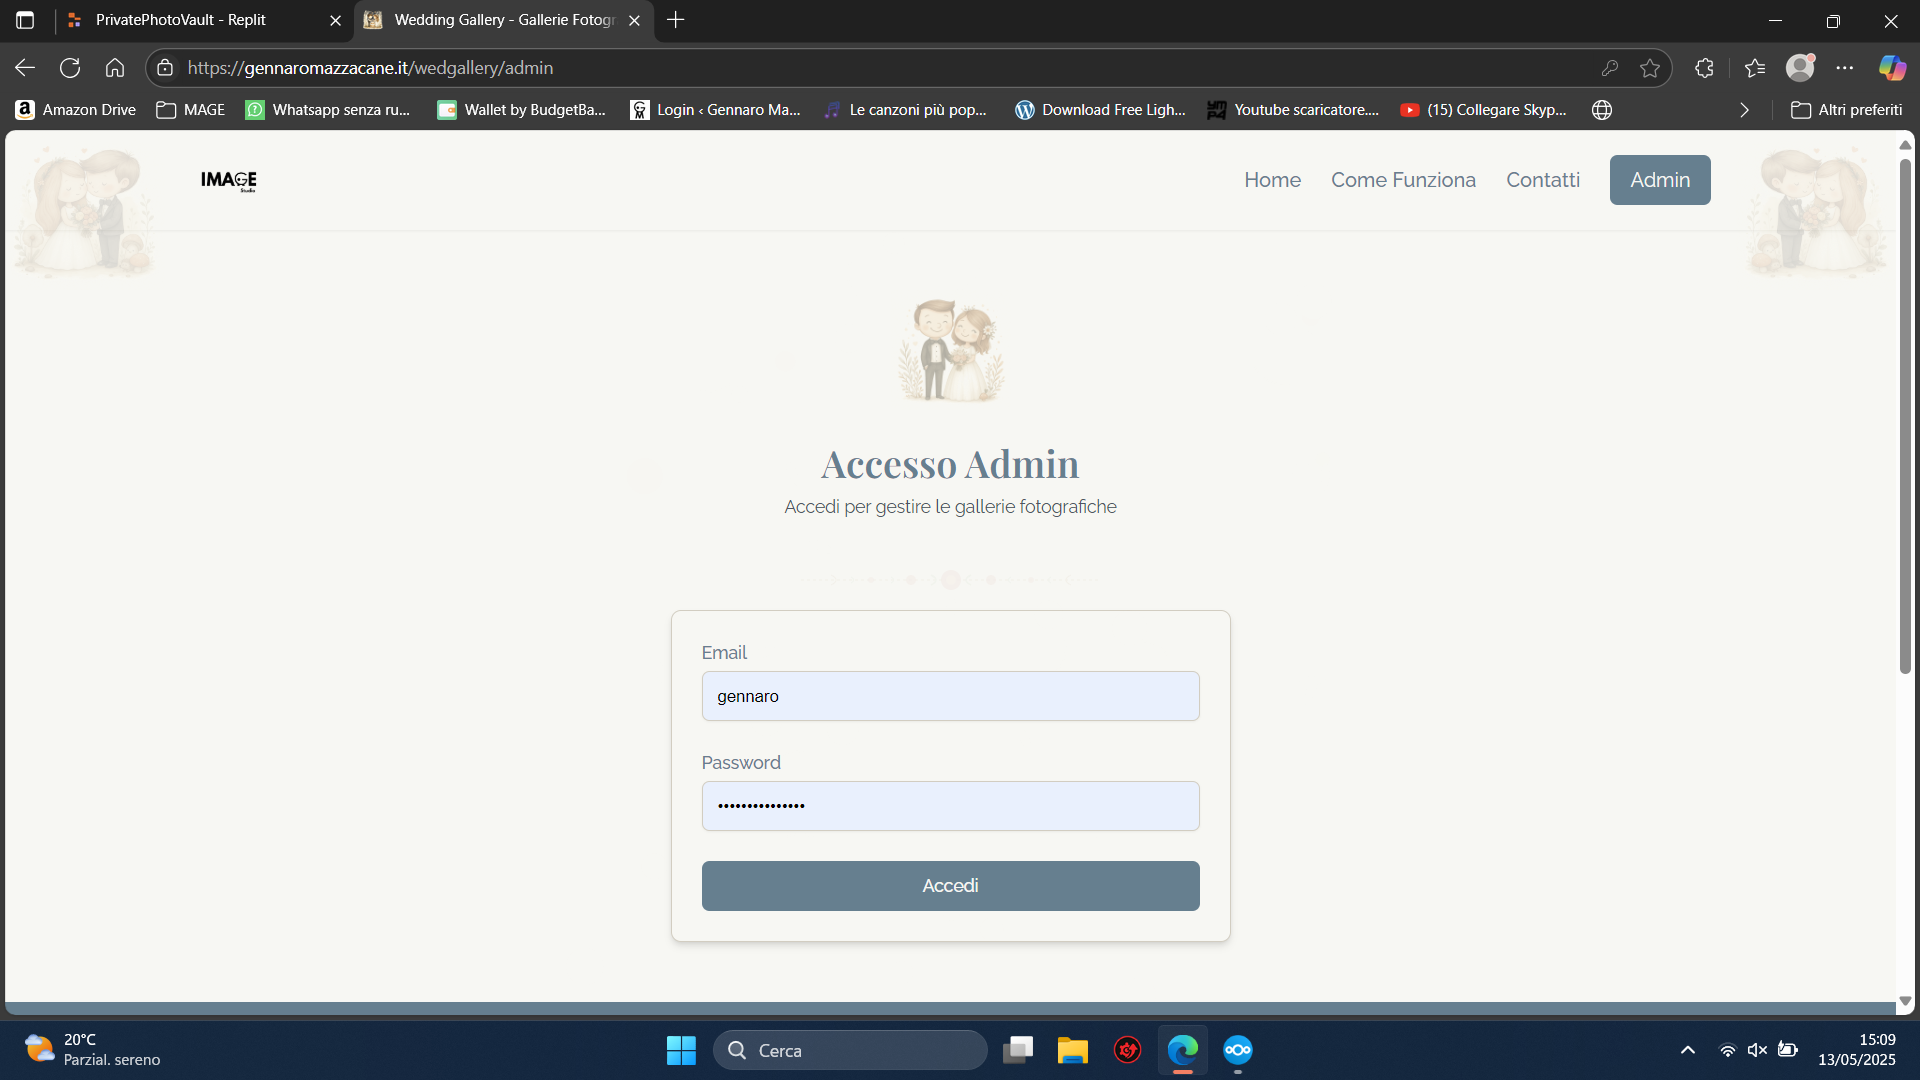 PrivatePhotoVault - Replit
Wedding Gallery - Gallerie Fotogr
https://gennaromazzacane.it/wedgallery/admin
Amazon Drive
MAGE
Whatsapp senza ru...
Wallet by BudgetBa...
Login ‹ Gennaro Ma...
Le canzoni più pop...
Download Free Ligh...
Youtube scaricatore....
(15) Collegare Skyp...
Altri preferiti
IMAGE
Studio
Home
Come Funziona
Contatti
Admin
Accesso Admin
Accedi per gestire le gallerie fotografiche
Email
gennaro
Password
•••••••••••••••
Accedi
20°C
Parzial. sereno
Cerca
15:09
13/05/2025